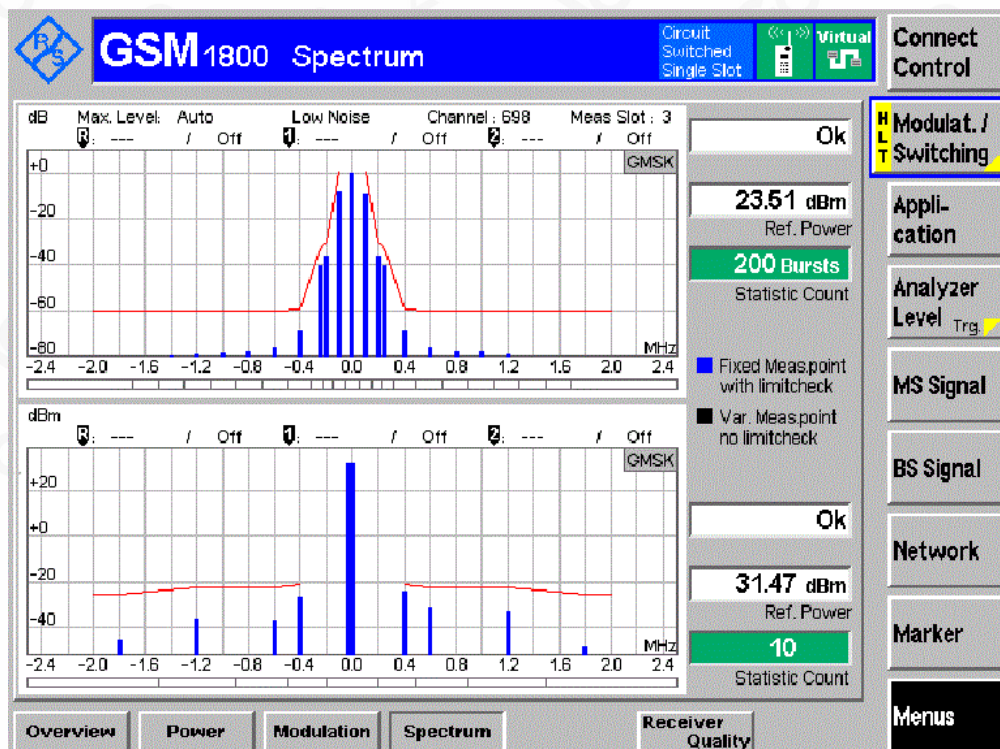 R&S
GSM 1800 Spectrum
Circuit
Switched
Single Slot
Virtual
Connect
Control
dB Max. Level: Auto Low Noise Channel : 698 Meas Slot : 3
R: --- / Off 1: --- / Off 2: --- / Off
GMSK
+0
-20
-40
-60
-80
MHz
-2.4 -2.0 -1.6 -1.2 -0.8 -0.4 0.0 0.4 0.8 1.2 1.6 2.0 2.4
Ok
23.51 dBm
Ref. Power
200 Bursts
Statistic Count
Fixed Meas.point
with limitcheck
Var. Meas.point
no limitcheck
dBm
R: --- / Off 1: --- / Off 2: --- / Off
GMSK
+20
+0
-20
-40
MHz
-2.4 -2.0 -1.6 -1.2 -0.8 -0.4 0.0 0.4 0.8 1.2 1.6 2.0 2.4
Ok
31.47 dBm
Ref. Power
10
Statistic Count
HLT
Modulat. /
Switching
Appli-
cation
Analyzer
Level Trg.
MS Signal
BS Signal
Network
Marker
Menus
Overview
Power
Modulation
Spectrum
Receiver
Quality